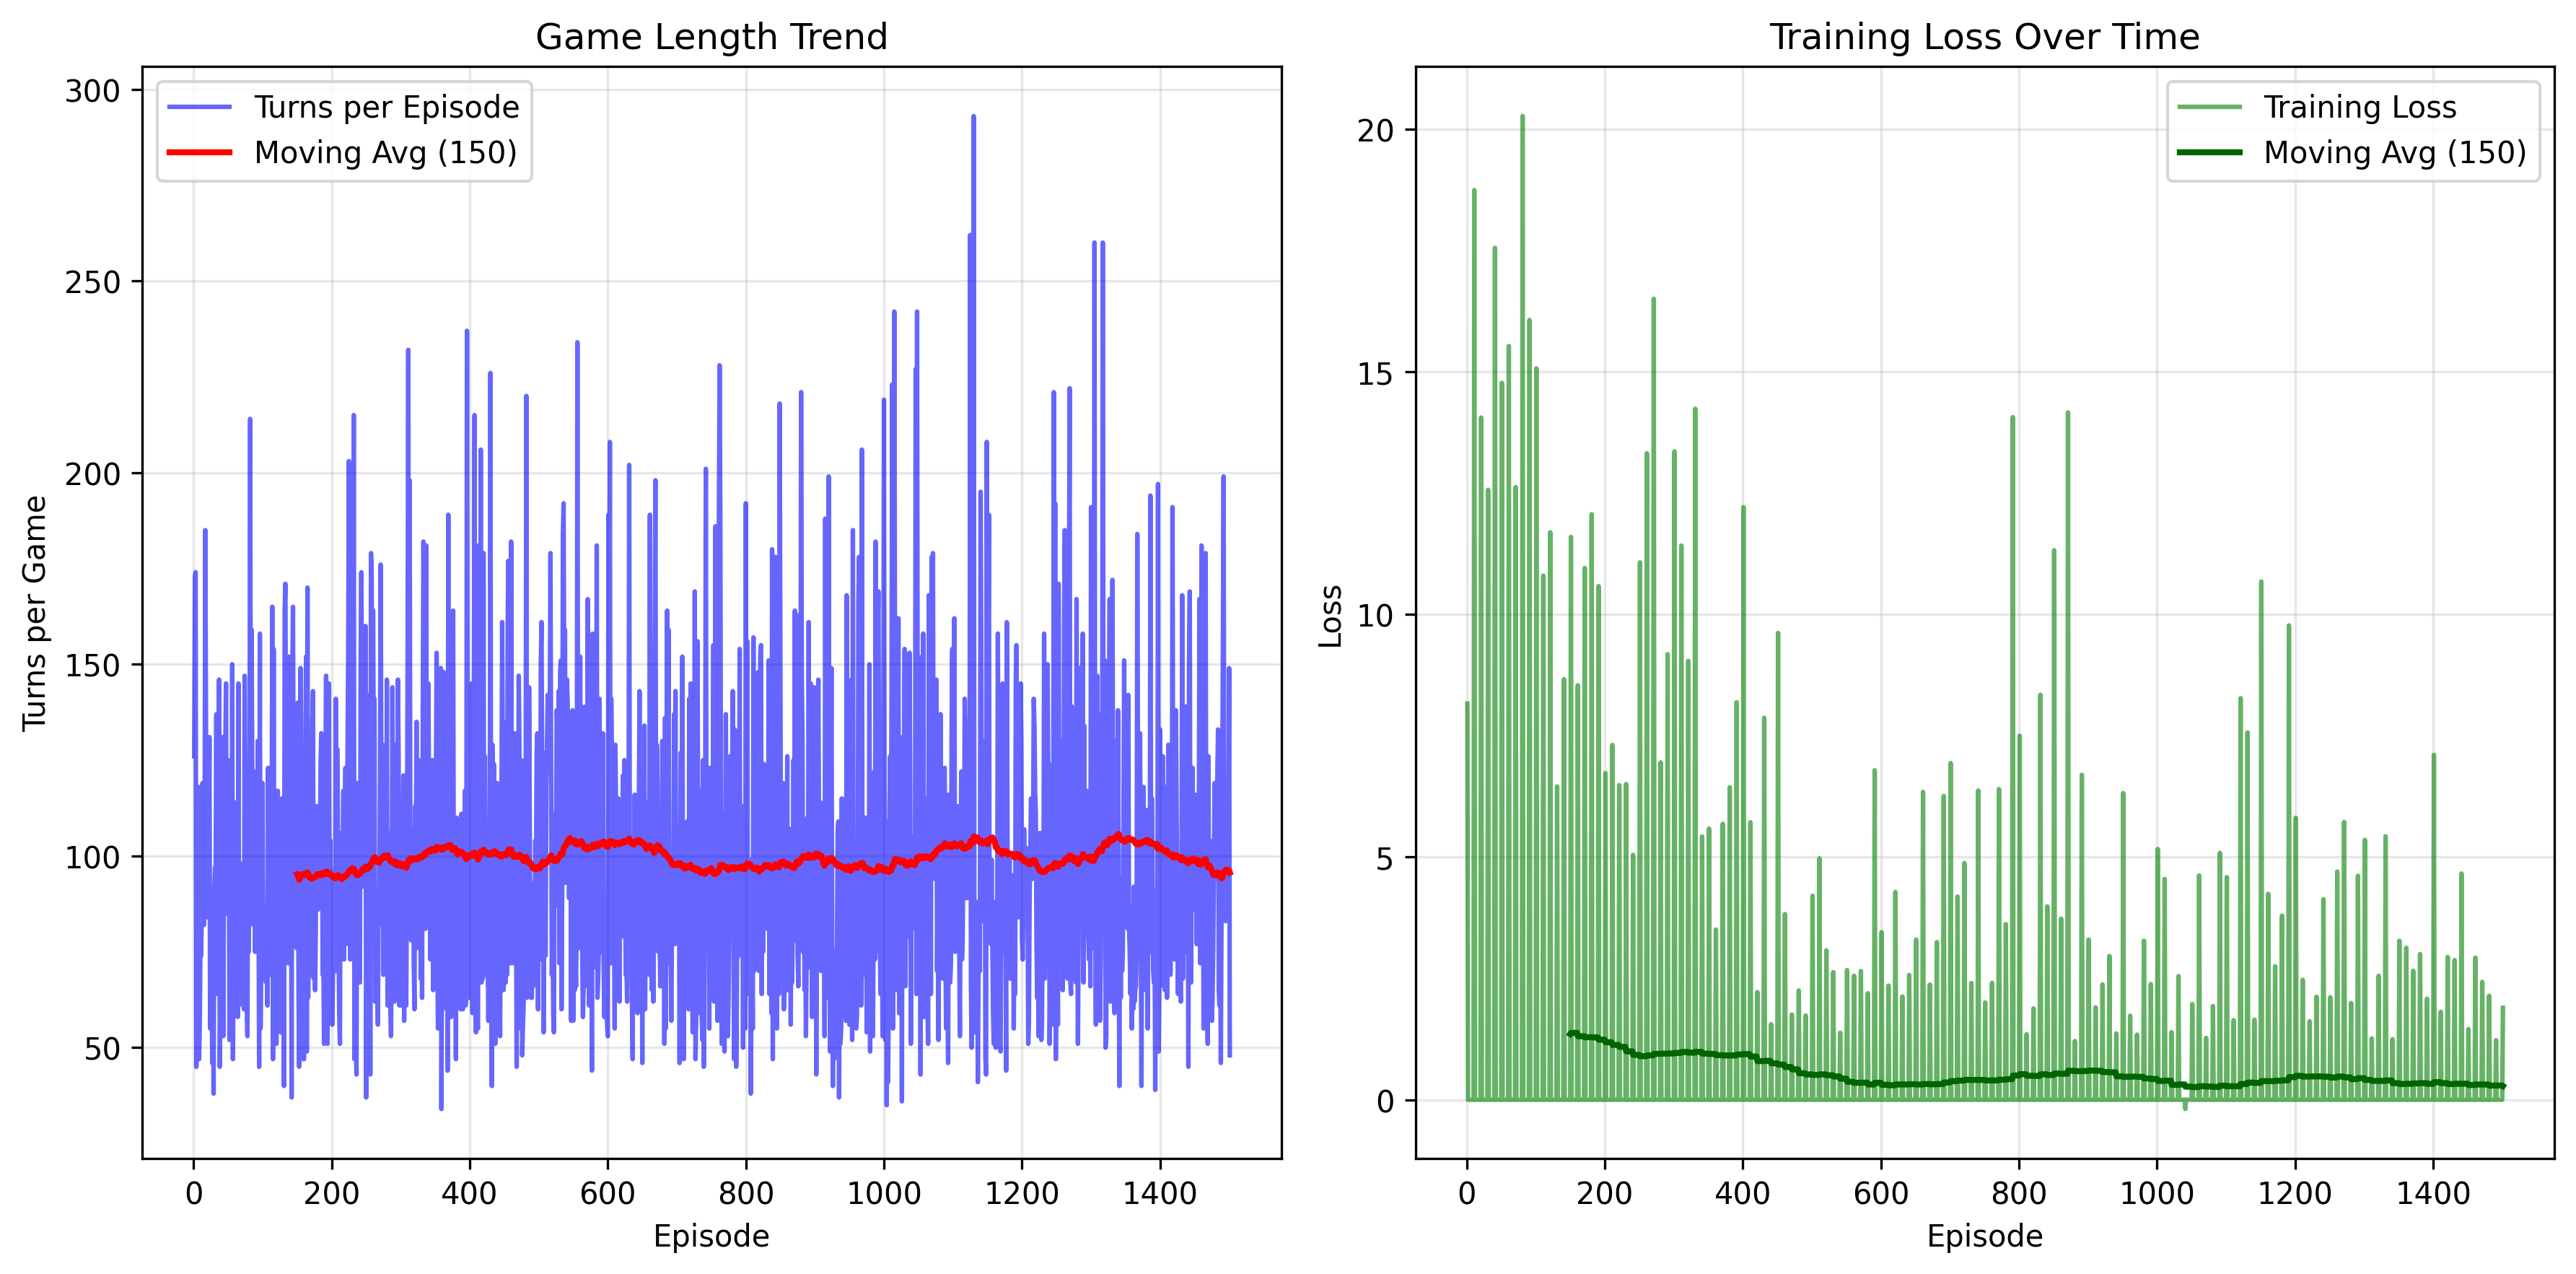 Game Length Trend
Turns per Episode
Moving Avg (150)
300
250
200
150
100
50
Turns per Game
0 200 400 600 800 1000 1200 1400
Episode
Training Loss Over Time
Training Loss
Moving Avg (150)
20
15
10
5
0
Loss
0 200 400 600 800 1000 1200 1400
Episode